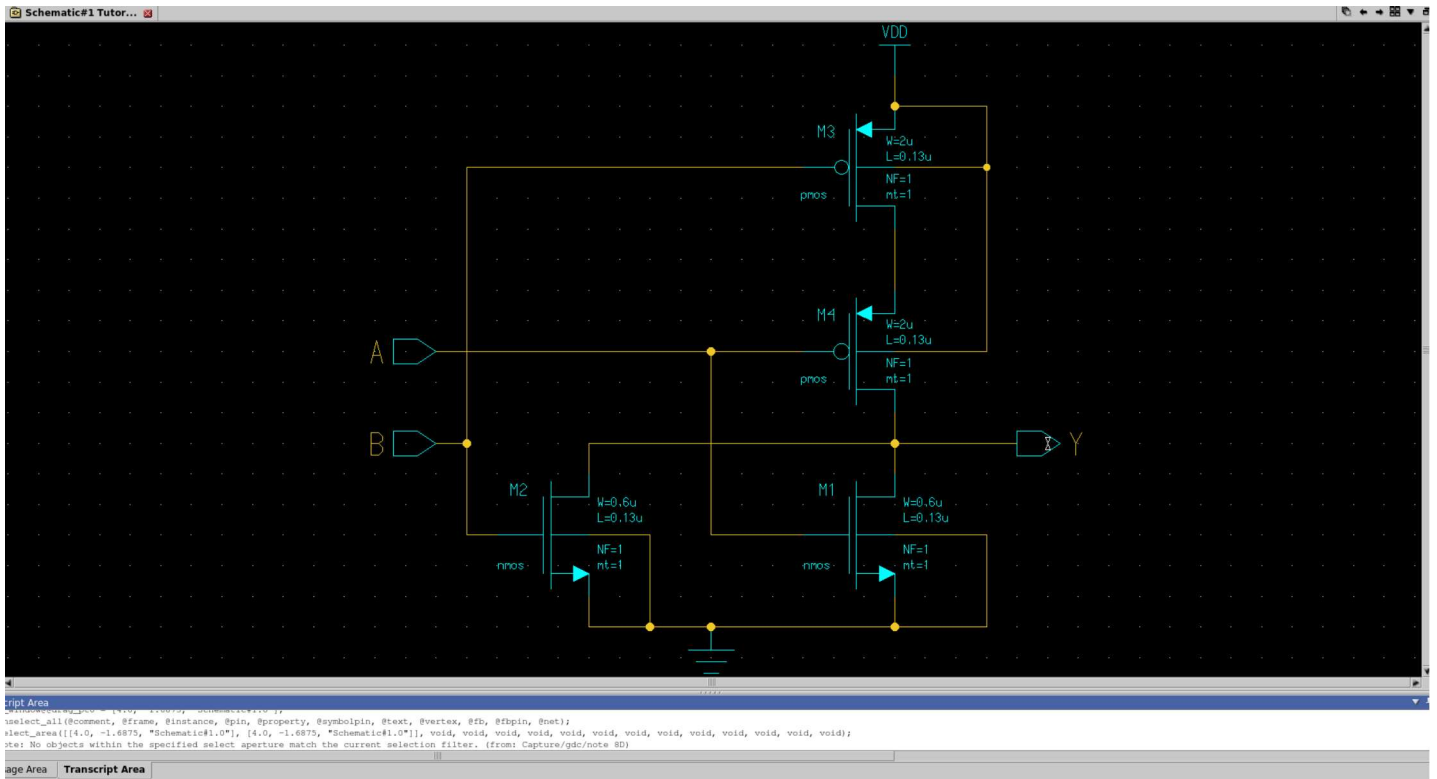 Schematic#1 Tutor...
VDD
M3
W=2u
L=0.13u
NF=1
pmos
mt=1
M4
W=2u
L=0.13u
A
NF=1
pmos
mt=1
B
Y
M2
W=0.6u
L=0.13u
NF=1
nmos
mt=1
M1
W=0.6u
L=0.13u
NF=1
nmos
mt=1
cript Area
nselect_all(@comment, @frame, @instance, @pin, @property, @symbolpin, @text, @vertex, @fb, @fbpin, @net);
elect_area([[4.0, -1.6875, "Schematic#1.0"], [4.0, -1.6875, "Schematic#1.0"]], void, void, void, void, void, void, void, void, void, void, void, void, void, void);
ote: No objects within the specified select aperture match the current selection filter. (from: Capture/gdc/note 8D)
sage Area
Transcript Area